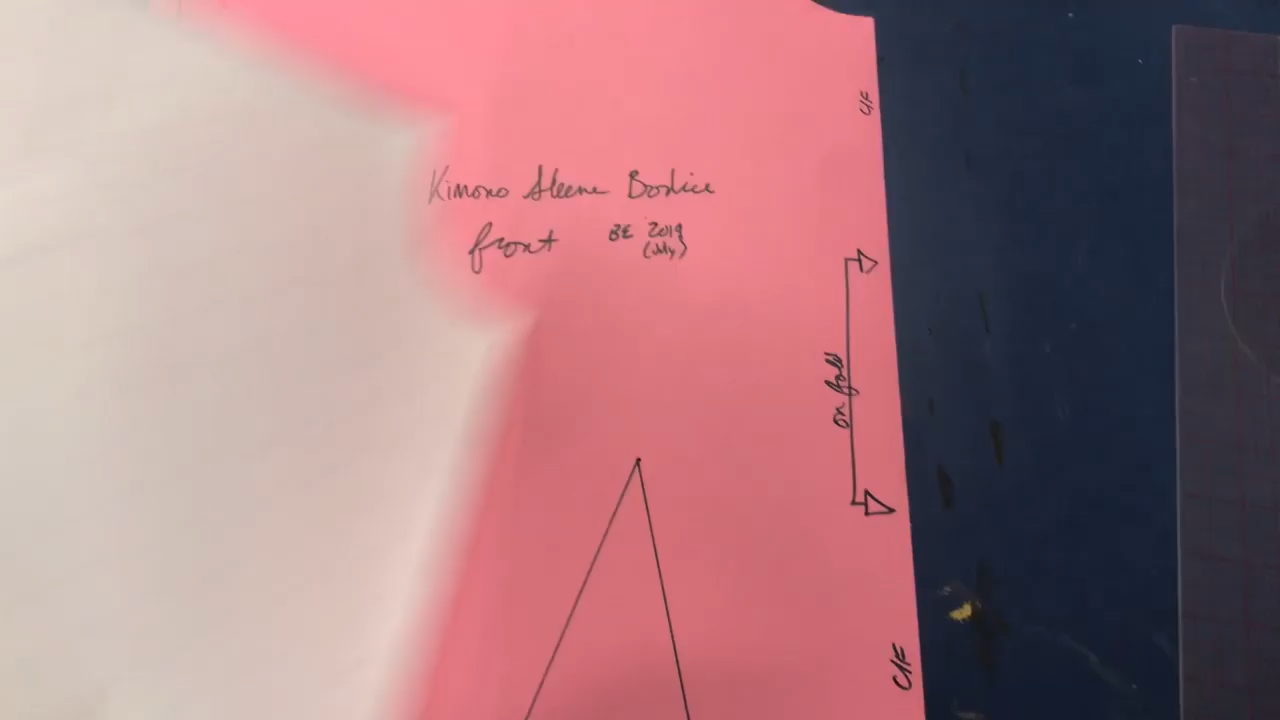 C/F
Kimono Sleeve Bodice
front BE 2019
(July)
on fold
C/F